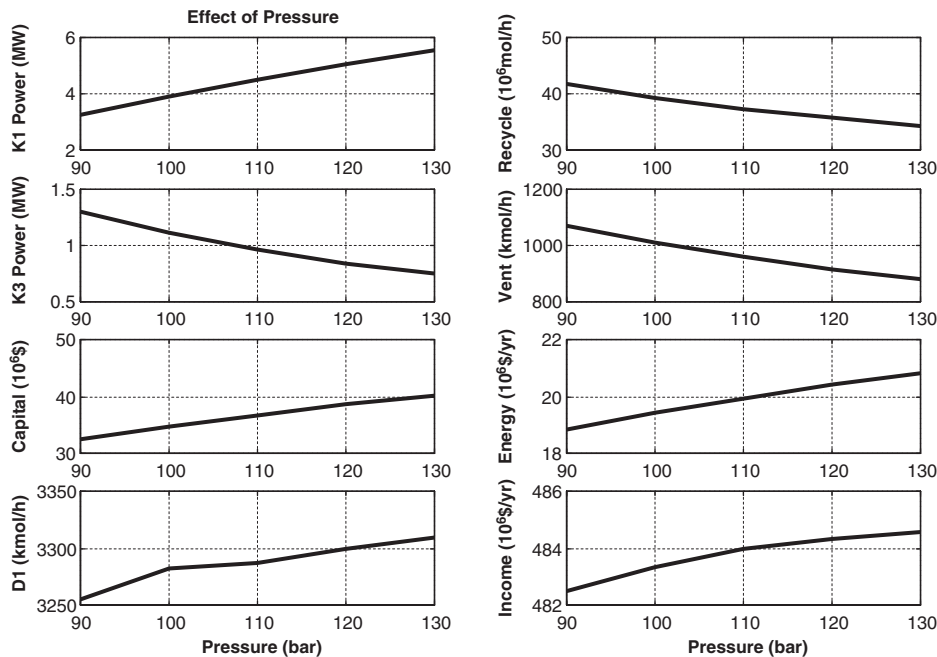 Effect of Pressure
K1 Power (MW)
6
4
2
90 100 110 120 130
Recycle (10⁶mol/h)
50
40
30
90 100 110 120 130
K3 Power (MW)
1.5
1
0.5
90 100 110 120 130
Vent (kmol/h)
1200
1000
800
90 100 110 120 130
Capital (10⁶$)
50
40
30
90 100 110 120 130
Energy (10⁶$/yr)
22
20
18
90 100 110 120 130
D1 (kmol/h)
3350
3300
3250
90 100 110 120 130
Pressure (bar)
Income (10⁶$/yr)
486
484
482
90 100 110 120 130
Pressure (bar)